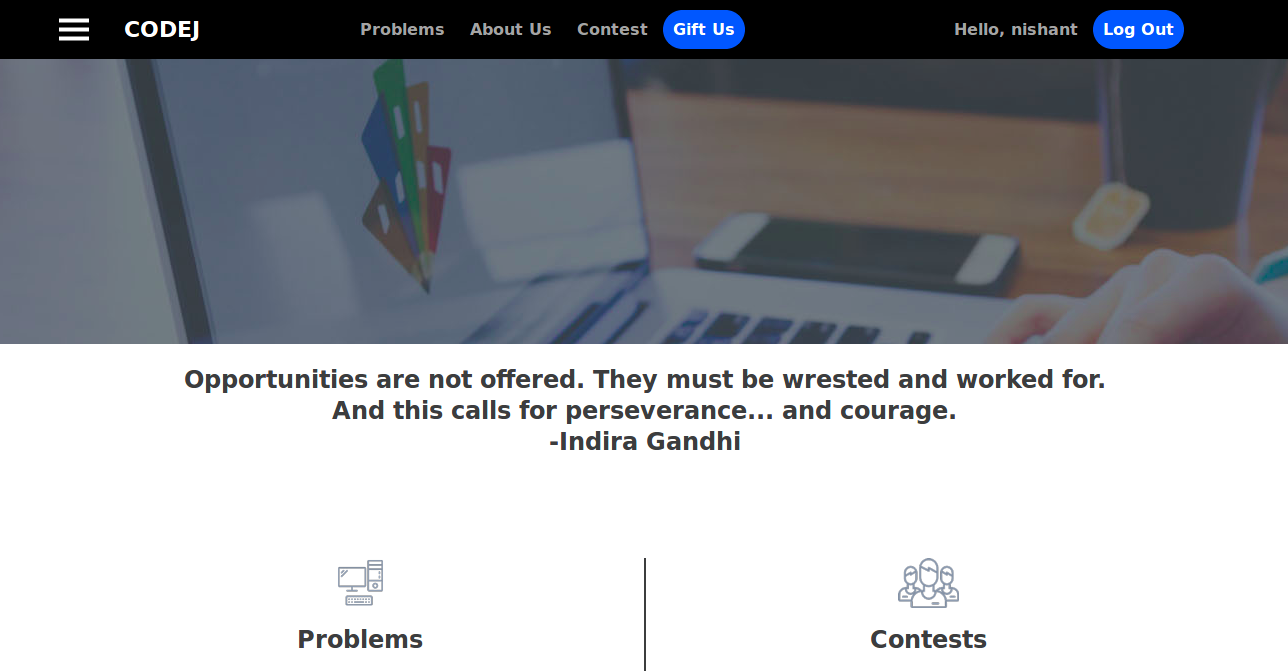 CODEJ
Problems
About Us
Contest
Gift Us
Hello, nishant
Log Out
Opportunities are not offered. They must be wrested and worked for.
And this calls for perseverance... and courage.
-Indira Gandhi
Problems
Contests